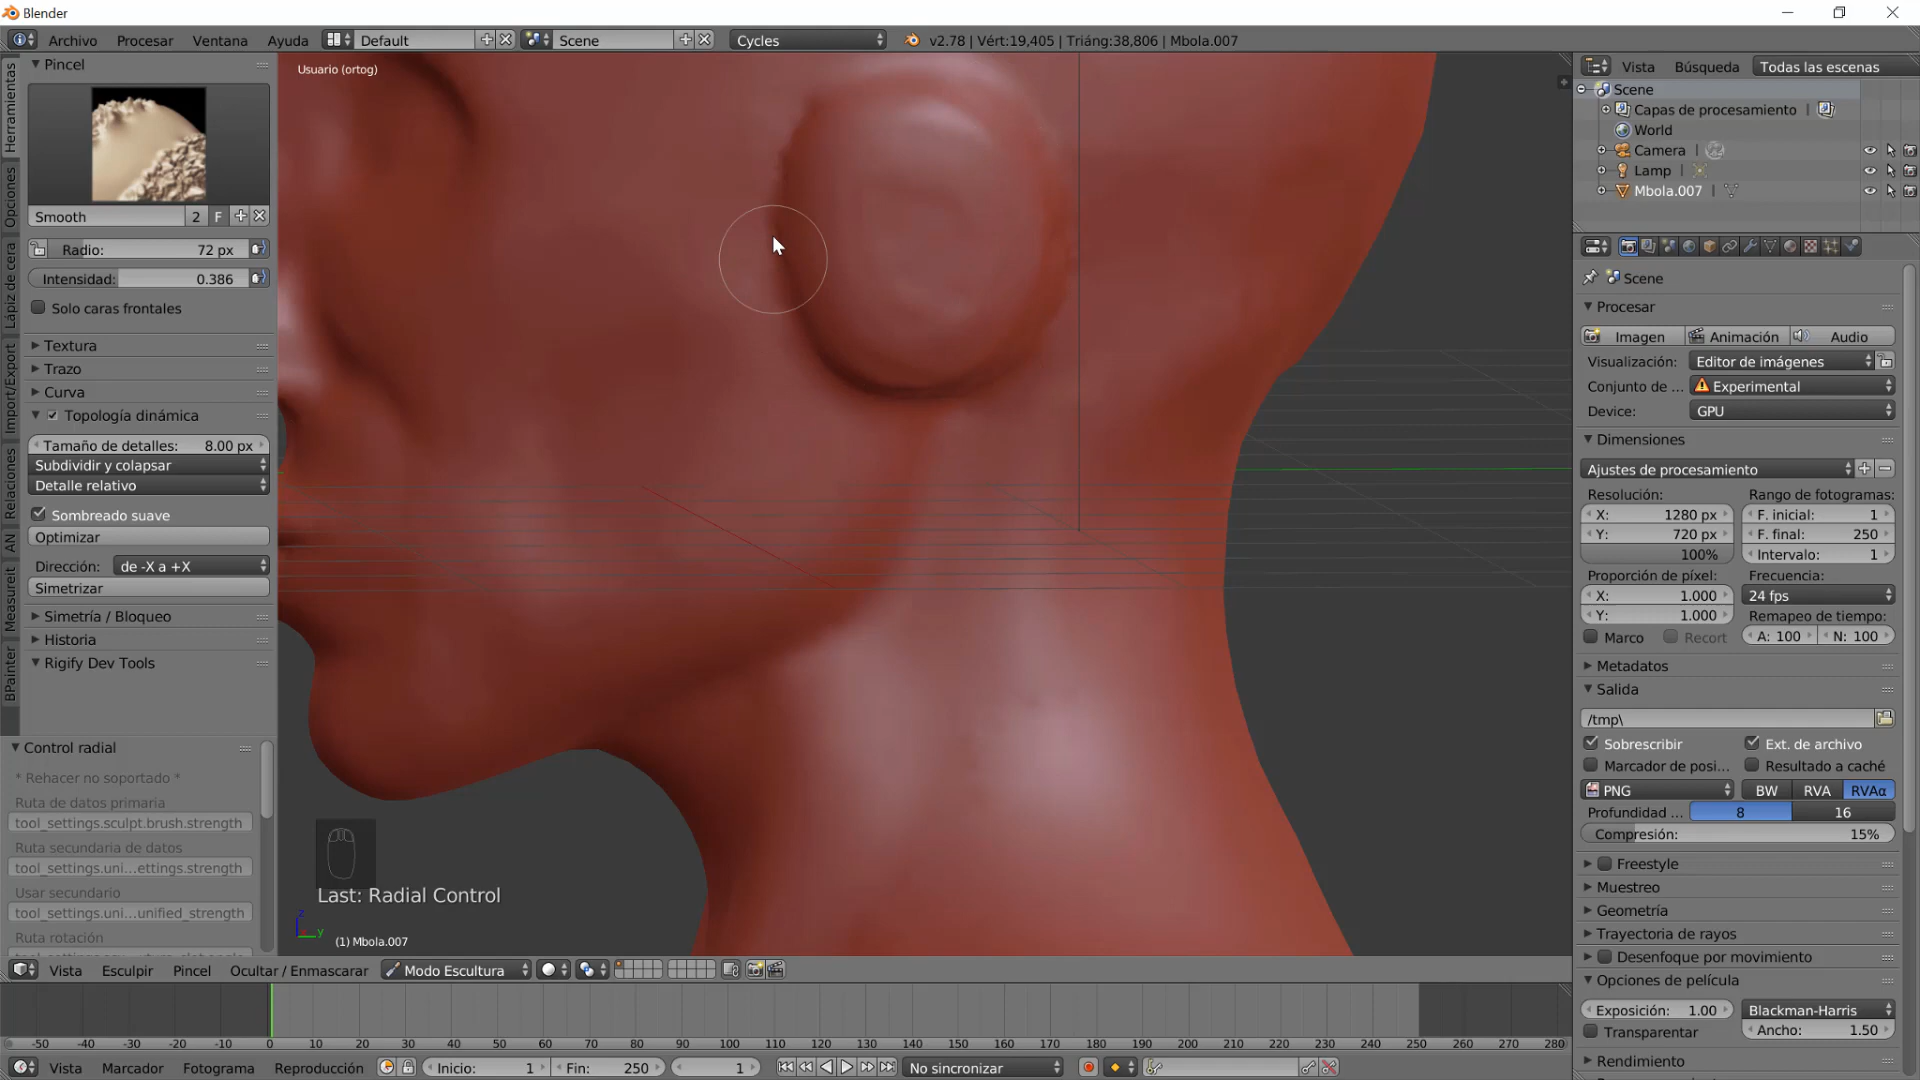 Blender
Archivo Procesar Ventana Ayuda Default Scene Cycles v2.78 | Vért:19,405 | Triáng:38,806 | Mbola.007
Pincel
Smooth 2 F
Radio: 72 px
Intensidad: 0.386
Solo caras frontales
Textura
Trazo
Curva
Topología dinámica
Tamaño de detalles: 8.00 px
Subdividir y colapsar
Detalle relativo
Sombreado suave
Optimizar
Dirección: de -X a +X
Simetrizar
Simetría / Bloqueo
Historia
Rigify Dev Tools
Control radial
* Rehacer no soportado *
Ruta de datos primaria
tool_settings.sculpt.brush.strength
Ruta secundaria de datos
tool_settings.uni...ettings.strength
Usar secundario
tool_settings.uni...unified_strength
Ruta rotación
Herramientas
Opciones
Lápiz de cera
Import/Export
Relaciones
AN
Measureit
BPainter
Usuario (ortog)
Last: Radial Control
z
y
(1) Mbola.007
Vista Esculpir Pincel Ocultar / Enmascarar Modo Escultura
-50 -40 -30 -20 -10 0 10 20 30 40 50 60 70 80 90 100 110 120 130 140 150 160 170 180 190 200 210 220 230 240 250 260 270 280
Vista Marcador Fotograma Reproducción Inicio: 1 Fin: 250 1 No sincronizar
Vista Búsqueda Todas las escenas
Scene
Capas de procesamiento
World
Camera
Lamp
Mbola.007
Scene
Procesar
Imagen Animación Audio
Visualización: Editor de imágenes
Conjunto de ... Experimental
Device: GPU
Dimensiones
Ajustes de procesamiento
Resolución: Rango de fotogramas:
X: 1280 px F. inicial: 1
Y: 720 px F. final: 250
100% Intervalo: 1
Proporción de píxel: Frecuencia:
X: 1.000 24 fps
Y: 1.000 Remapeo de tiempo:
Marco Recort A: 100 N: 100
Metadatos
Salida
/tmp\
Sobrescribir Ext. de archivo
Marcador de posi... Resultado a caché
PNG BW RVA RVAα
Profundidad ... 8 16
Compresión: 15%
Freestyle
Muestreo
Geometría
Trayectoria de rayos
Desenfoque por movimiento
Opciones de película
Exposición: 1.00 Blackman-Harris
Transparentar Ancho: 1.50
Rendimiento